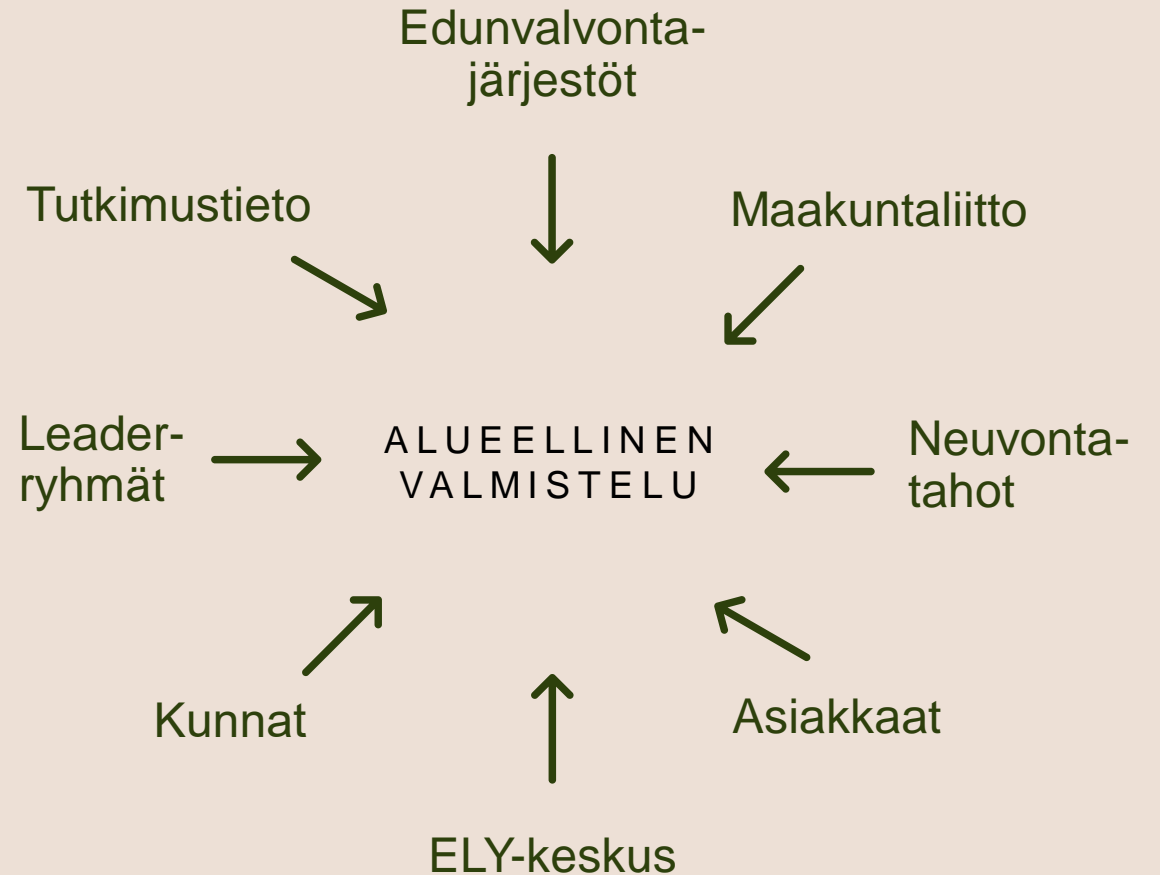 Edunvalvonta-
järjestöt
Tutkimustieto
Maakuntaliitto
Leader-
ryhmät
ALUEELLINEN
VALMISTELU
Neuvonta-
tahot
Kunnat
Asiakkaat
ELY-keskus